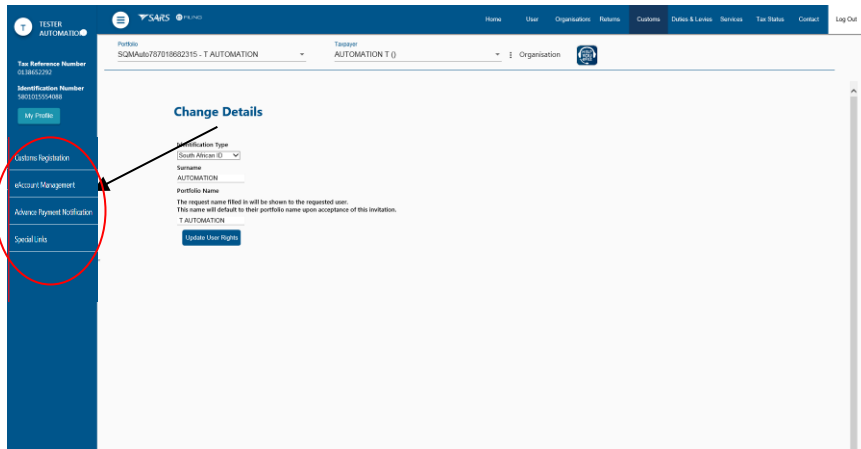 T
TESTER
AUTOMATION
Tax Reference Number
0138652292
Identification Number
5801015554088
My Profile
Customs Registration
eAccount Management
Advance Payment Notification
Special Links
SARS eFILING
Home User Organisations Returns Customs Duties & Levies Services Tax Status Contact Log Out
Portfolio
SQMAuto787018682315 - T AUTOMATION
Taxpayer
AUTOMATION T ()
Organisation
Change Details
Identification Type
South African ID
Surname
AUTOMATION
Portfolio Name
The request name filled in will be shown to the requested user.
This name will default to their portfolio name upon acceptance of this invitation.
T AUTOMATION
Update User Rights